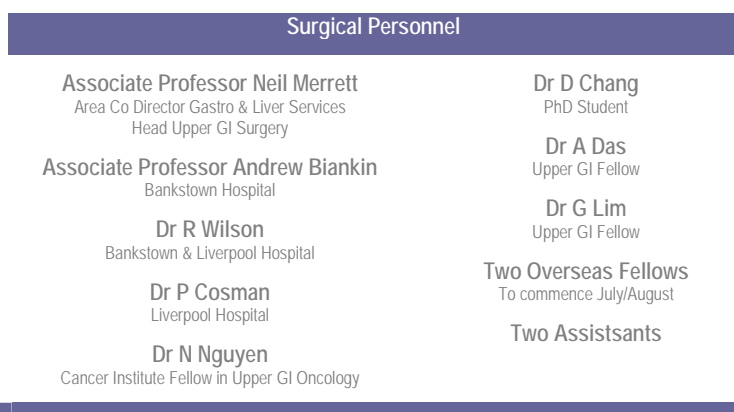 Surgical Personnel
Associate Professor Neil Merrett
Area Co Director Gastro & Liver Services
Head Upper GI Surgery
Associate Professor Andrew Biankin
Bankstown Hospital
Dr R Wilson
Bankstown & Liverpool Hospital
Dr P Cosman
Liverpool Hospital
Dr N Nguyen
Cancer Institute Fellow in Upper GI Oncology
Dr D Chang
PhD Student
Dr A Das
Upper GI Fellow
Dr G Lim
Upper GI Fellow
Two Overseas Fellows
To commence July/August
Two Assistsants